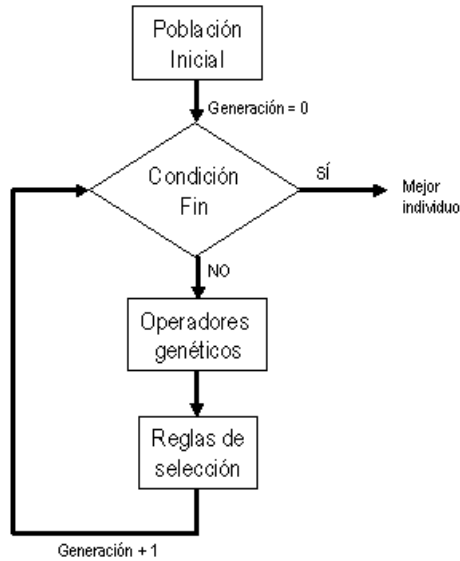 Población
Inicial
Generación = 0
Condición
Fin
SÍ
Mejor
individuo
NO
Operadores
genéticos
Reglas de
selección
Generación + 1